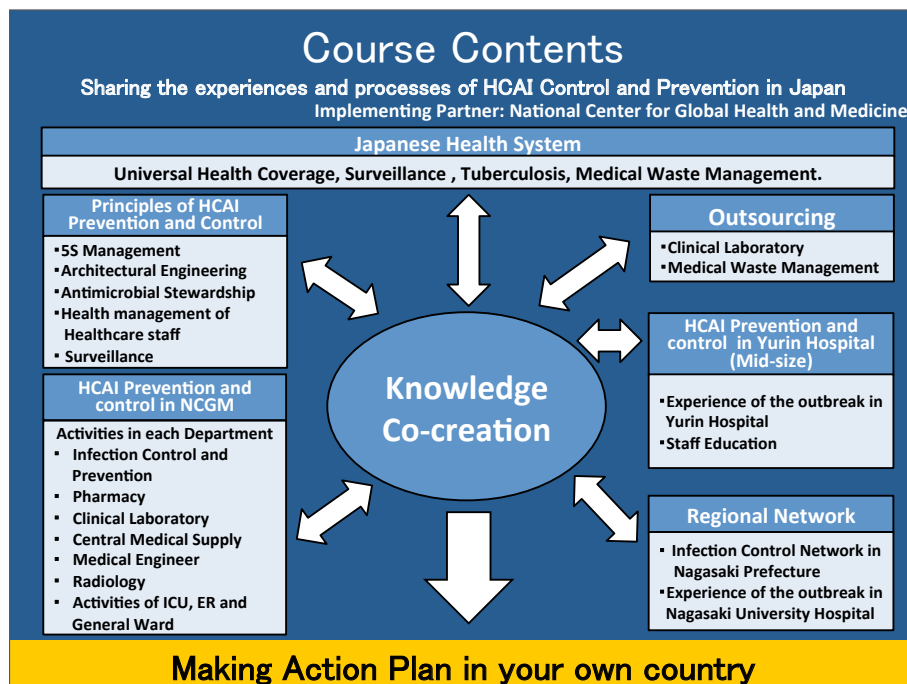 Course Contents
Sharing the experiences and processes of HCAI Control and Prevention in Japan
Implementing Partner: National Center for Global Health and Medicine
Japanese Health System
Universal Health Coverage, Surveillance , Tuberculosis, Medical Waste Management.
Principles of HCAI
Prevention and Control
▪5S Management
▪Architectural Engineering
▪Antimicrobial Stewardship
▪Health management of
Healthcare staff
▪ Surveillance
HCAI Prevention and
control in NCGM
Activities in each Department
▪ Infection Control and
Prevention
▪ Pharmacy
▪ Clinical Laboratory
▪ Central Medical Supply
▪ Medical Engineer
▪ Radiology
▪ Activities of ICU, ER and
General Ward
Knowledge
Co-creation
Outsourcing
▪Clinical Laboratory
▪Medical Waste Management
HCAI Prevention and
control in Yurin Hospital
(Mid-size)
▪Experience of the outbreak in
Yurin Hospital
▪Staff Education
Regional Network
▪ Infection Control Network in
Nagasaki Prefecture
▪Experience of the outbreak in
Nagasaki University Hospital
Making Action Plan in your own country